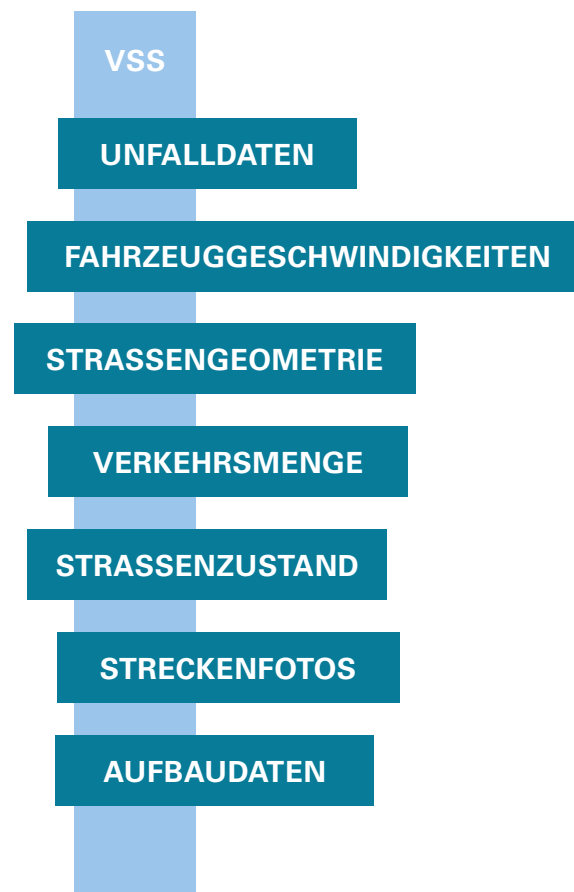 VSS
UNFALLDATEN
FAHRZEUGGESCHWINDIGKEITEN
STRASSENGEOMETRIE
VERKEHRSMENGE
STRASSENZUSTAND
STRECKENFOTOS
AUFBAUDATEN